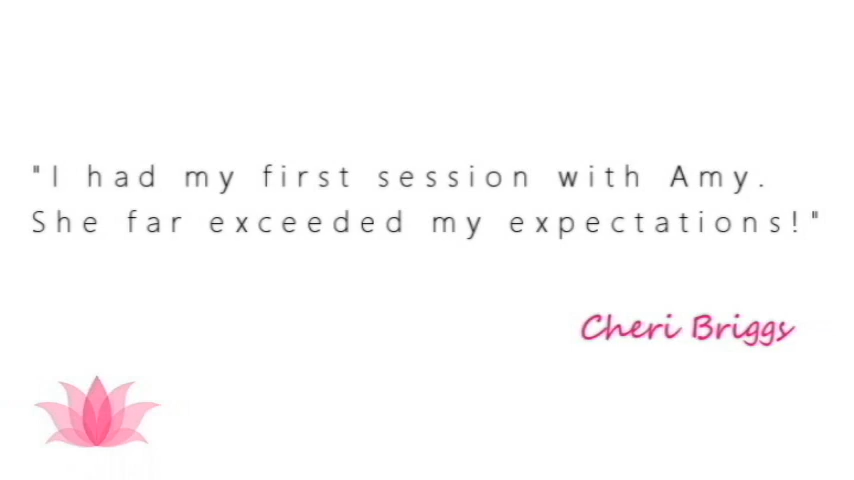 "I had my first session with Amy.
She far exceeded my expectations!"
Cheri Briggs